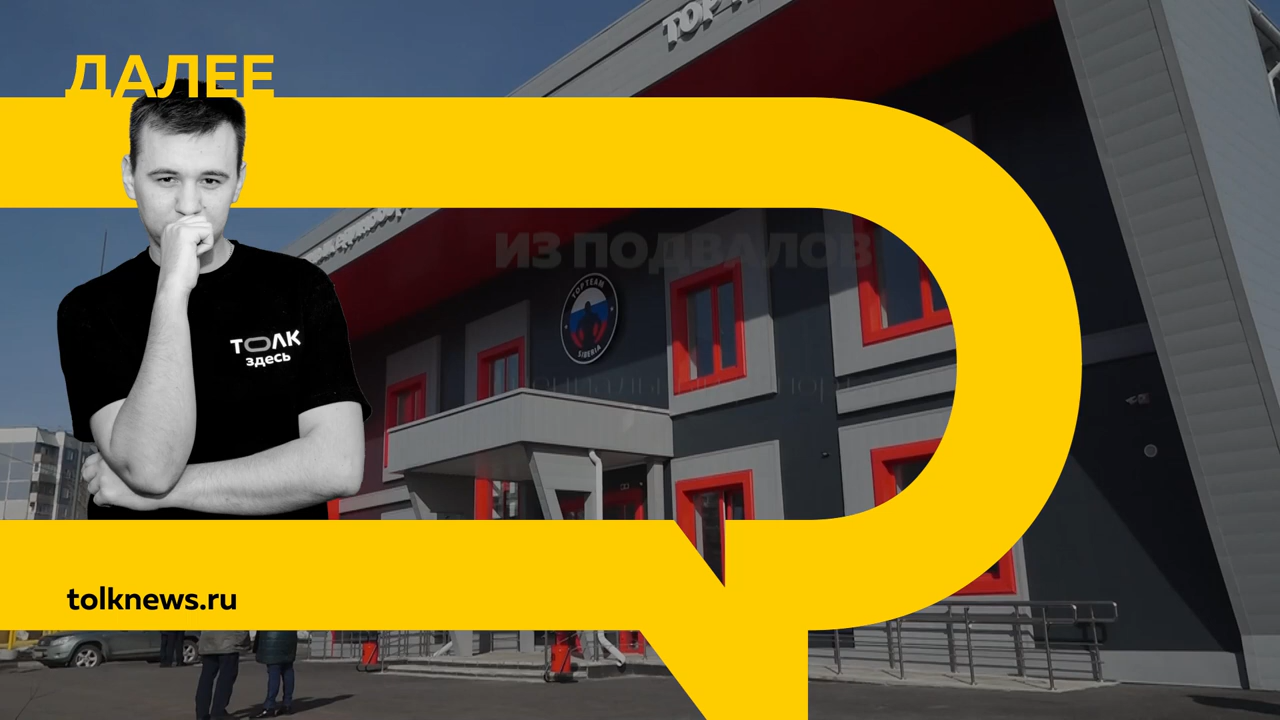 ДАЛЕЕ
ИЗ ПОДВАЛОВ
TOP TEAM
SIBERIA
ТОЛК
здесь
tolknews.ru